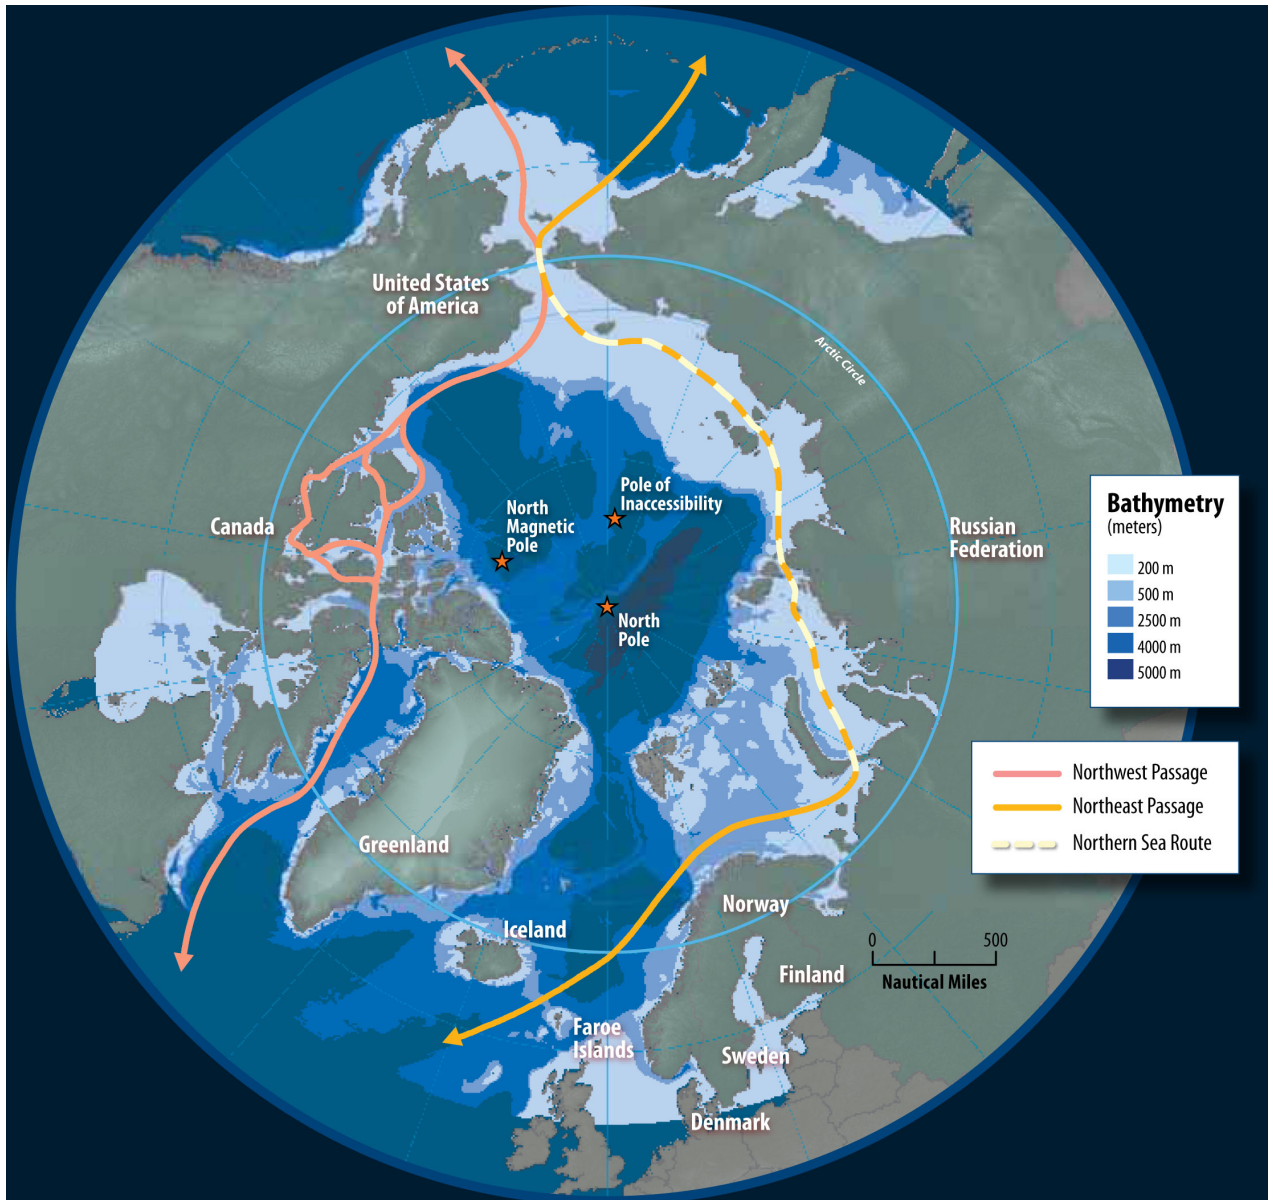 United States
of America
Arctic Circle
Pole of
Inaccessibility
North
Magnetic
Pole
Canada
Russian
Federation
North
Pole
Greenland
Iceland
Norway
Finland
Faroe
Islands
Sweden
Denmark
0 500
Nautical Miles
Bathymetry
(meters)
200 m
500 m
2500 m
4000 m
5000 m
Northwest Passage
Northeast Passage
Northern Sea Route